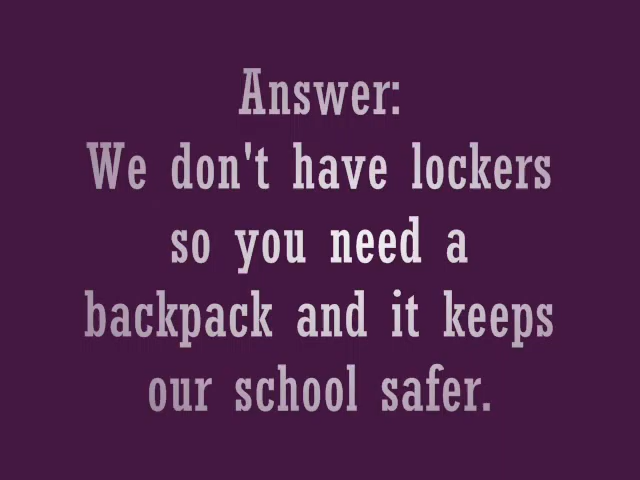 Answer:
We don't have lockers
so you need a
backpack and it keeps
our school safer.